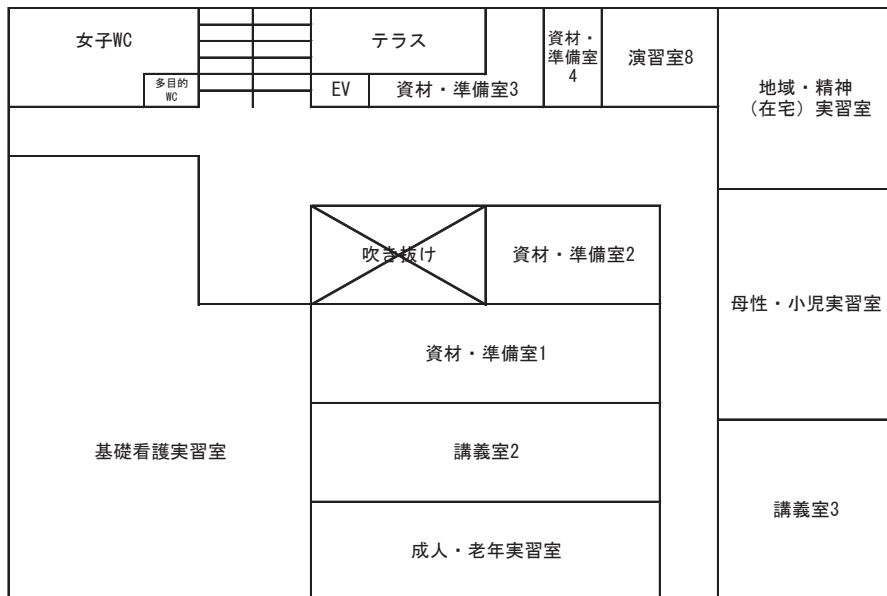 女子WC
多目的
WC
テラス
EV
資材・準備室3
資材・
準備室
4
演習室8
地域・精神
（在宅）実習室
吹き抜け
資材・準備室2
母性・小児実習室
資材・準備室1
基礎看護実習室
講義室2
講義室3
成人・老年実習室